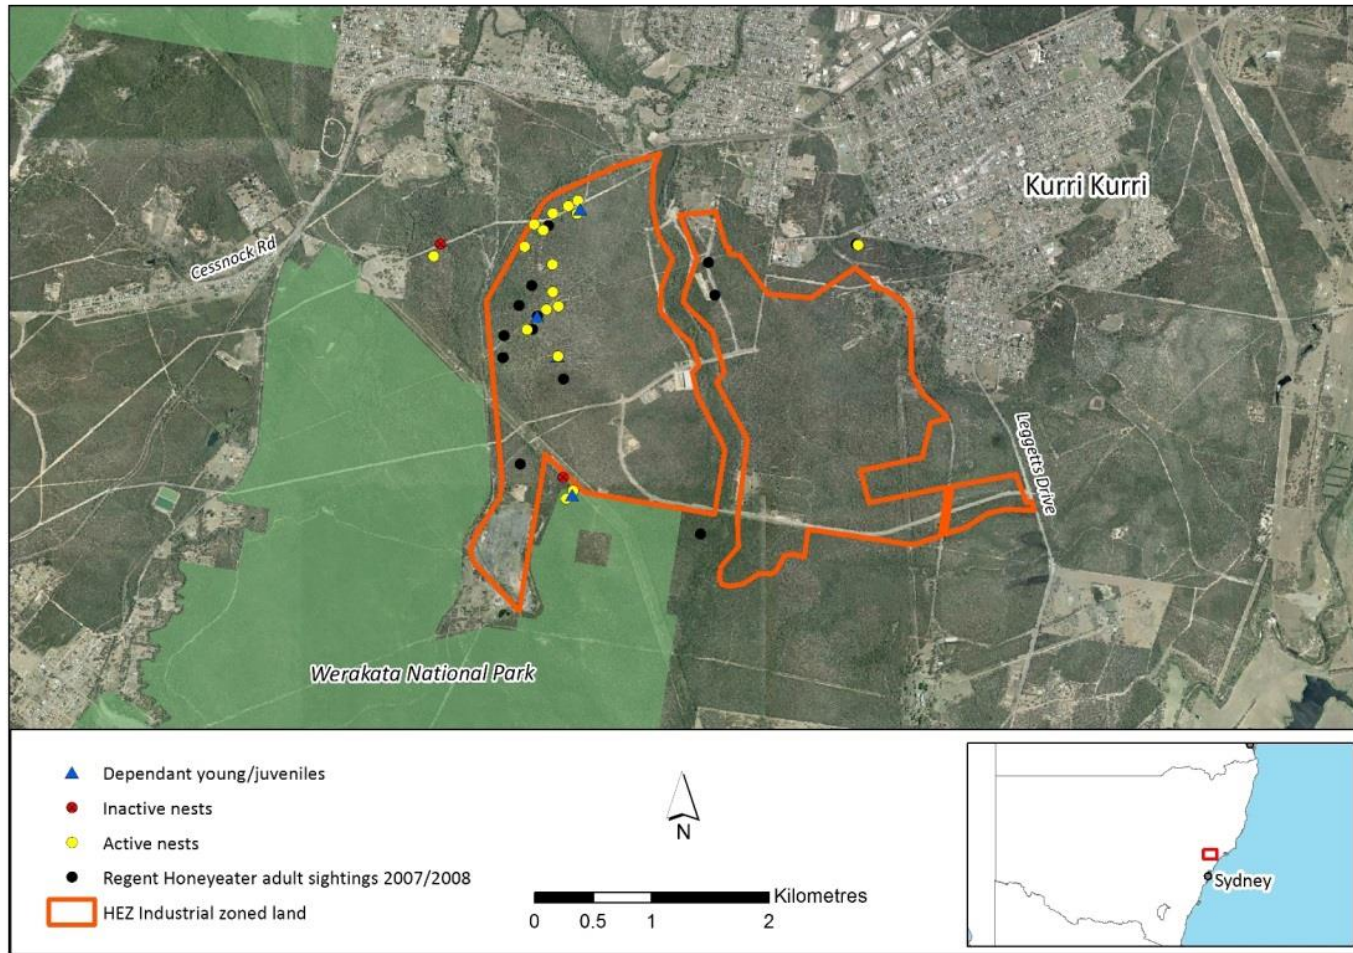 Kurri Kurri
Cessnock Rd
Leggetts Drive
Werakata National Park
Dependant young/juveniles
Inactive nests
Active nests
Regent Honeyeater adult sightings 2007/2008
HEZ Industrial zoned land
N
Kilometres
0 0.5 1 2
Sydney